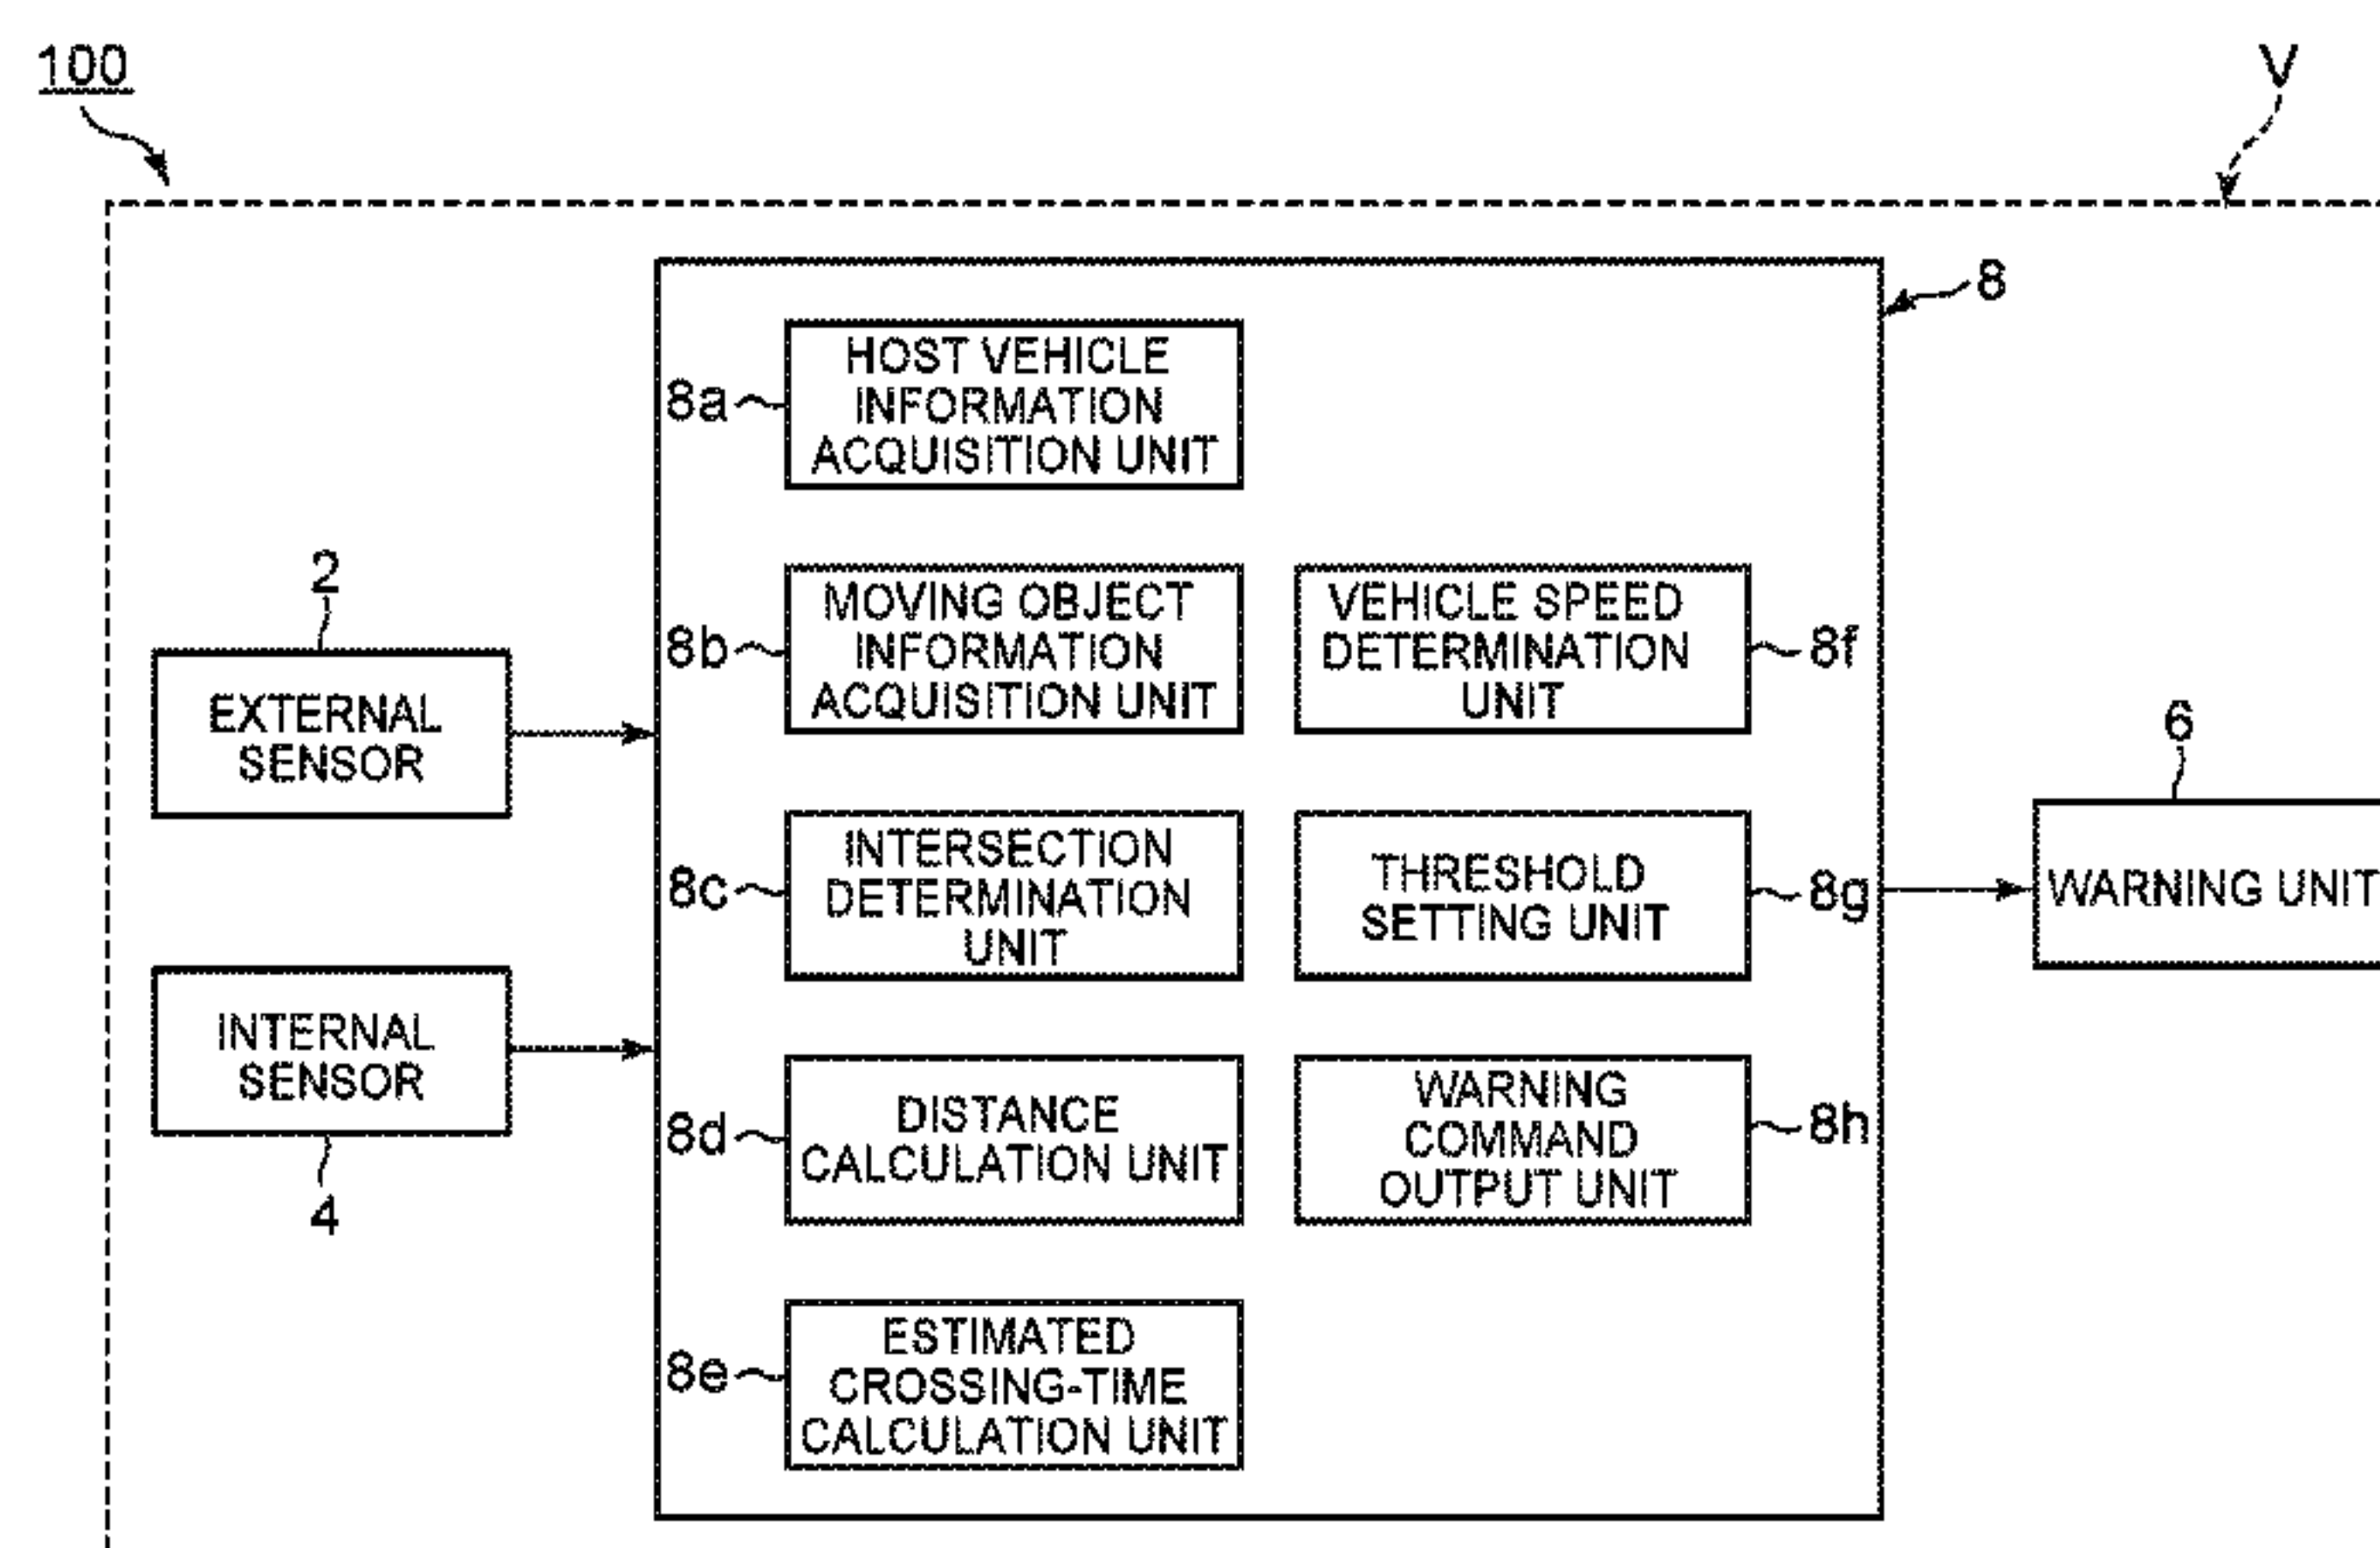 100
V
8
8a
HOST VEHICLE
INFORMATION
ACQUISITION UNIT
2
EXTERNAL
SENSOR
8b
MOVING OBJECT
INFORMATION
ACQUISITION UNIT
VEHICLE SPEED
DETERMINATION
UNIT
8f
6
WARNING UNIT
8c
INTERSECTION
DETERMINATION
UNIT
THRESHOLD
SETTING UNIT
8g
INTERNAL
SENSOR
4
8d
DISTANCE
CALCULATION UNIT
WARNING
COMMAND
OUTPUT UNIT
8h
8e
ESTIMATED
CROSSING-TIME
CALCULATION UNIT